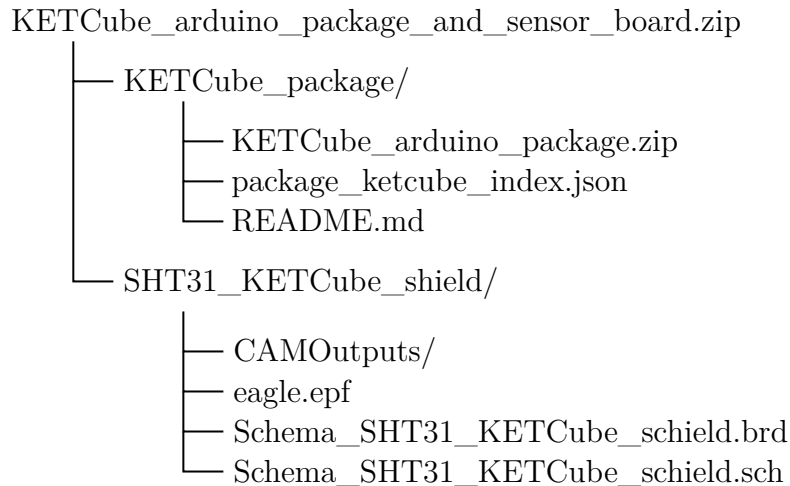 KETCube_arduino_package_and_sensor_board.zip
KETCube_package/
KETCube_arduino_package.zip
package_ketcube_index.json
README.md
SHT31_KETCube_shield/
CAMOutputs/
eagle.epf
Schema_SHT31_KETCube_schield.brd
Schema_SHT31_KETCube_schield.sch